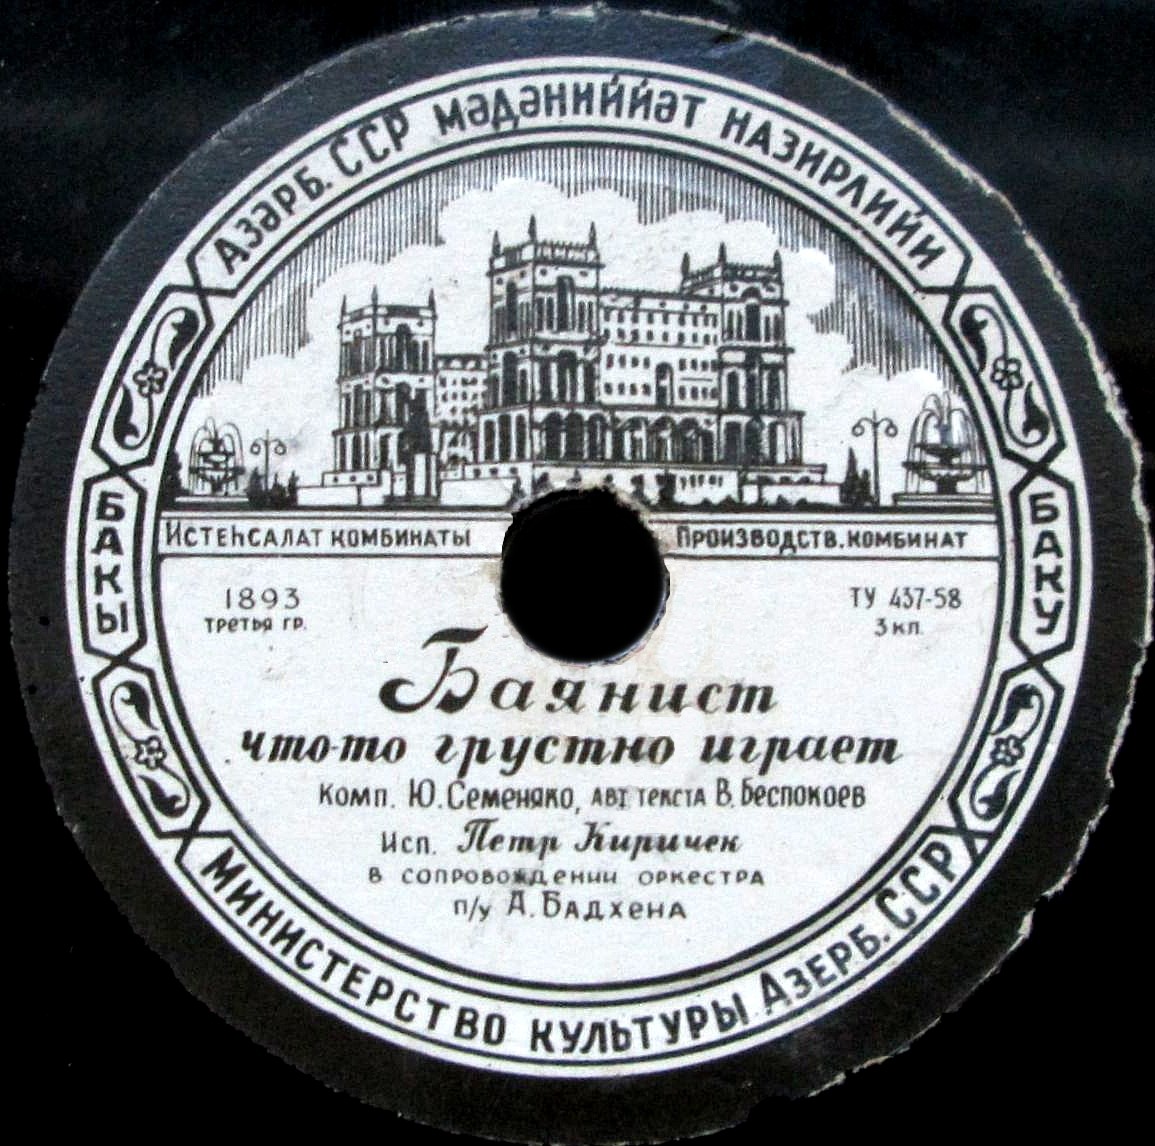 АЗӘРБ. ССР МӘДӘНИЙЙӘТ НАЗИРЛИЙИ
БАКЫ
БАКУ
ИСТЕҺСАЛАТ КОМБИНАТЫ
ПРОИЗВОДСТВ. КОМБИНАТ
1893
ТРЕТЬЯ ГР.
ТУ 437-58
3 кл.
Баянист
что-то грустно играет
комп. Ю. Семеняко, авт текста В. Беспокоев
Исп. Петр Киричек
в сопровождении оркестра
п/у А. Бадхена
МИНИСТЕРСТВО КУЛЬТУРЫ АЗЕРБ. ССР